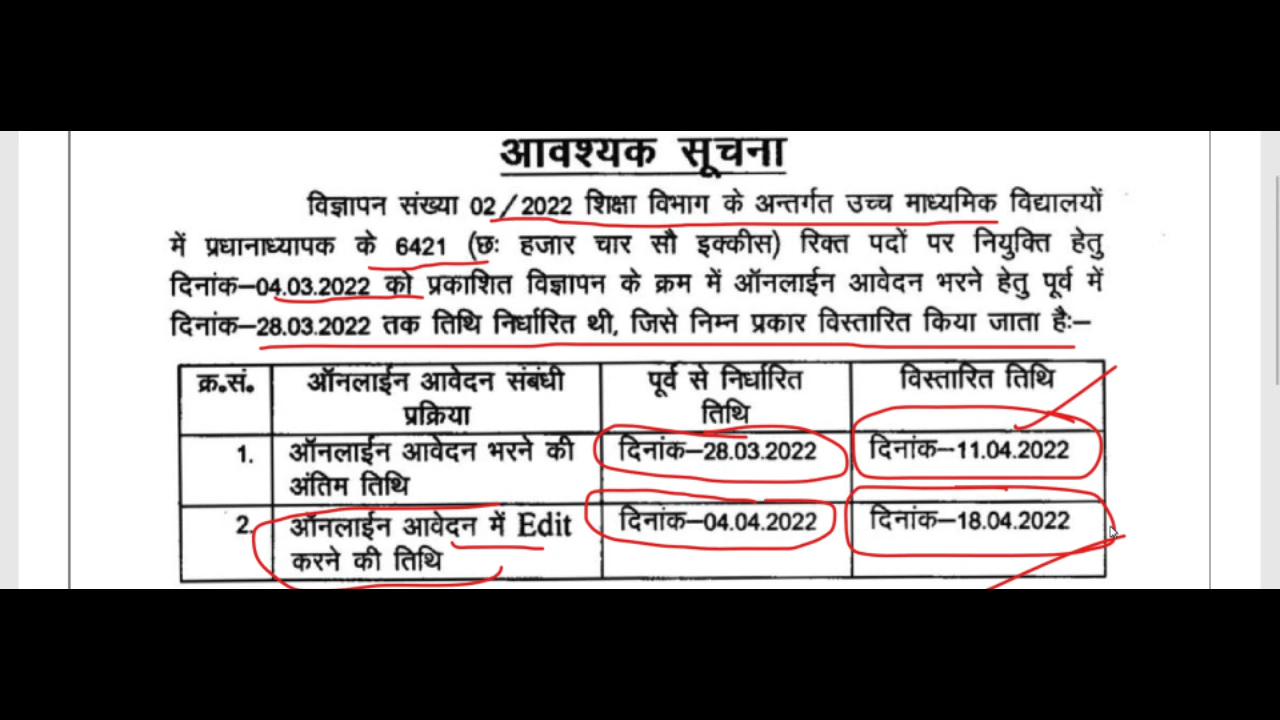 आवश्यक सूचना
विज्ञापन संख्या 02/2022 शिक्षा विभाग के अन्तर्गत उच्च माध्यमिक विद्यालयों
में प्रधानाध्यापक के 6421 (छः हजार चार सौ इक्कीस) रिक्त पदों पर नियुक्ति हेतु
दिनांक–04.03.2022 को प्रकाशित विज्ञापन के क्रम में ऑनलाईन आवेदन भरने हेतु पूर्व में
दिनांक–28.03.2022 तक तिथि निर्धारित थी, जिसे निम्न प्रकार विस्तारित किया जाता हैः–
क्र.सं. ऑनलाईन आवेदन संबंधी पूर्व से निर्धारित विस्तारित तिथि
प्रक्रिया तिथि
1. ऑनलाईन आवेदन भरने की दिनांक–28.03.2022 दिनांक–11.04.2022
अंतिम तिथि
2. ऑनलाईन आवेदन में Edit दिनांक–04.04.2022 दिनांक–18.04.2022
करने की तिथि